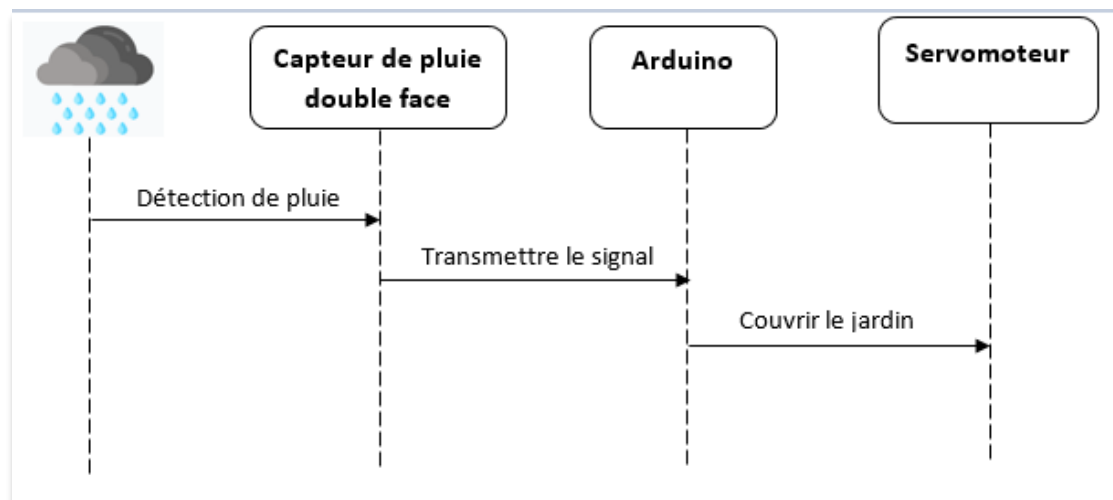 Capteur de pluie
double face
Arduino
Servomoteur
Détection de pluie
Transmettre le signal
Couvrir le jardin